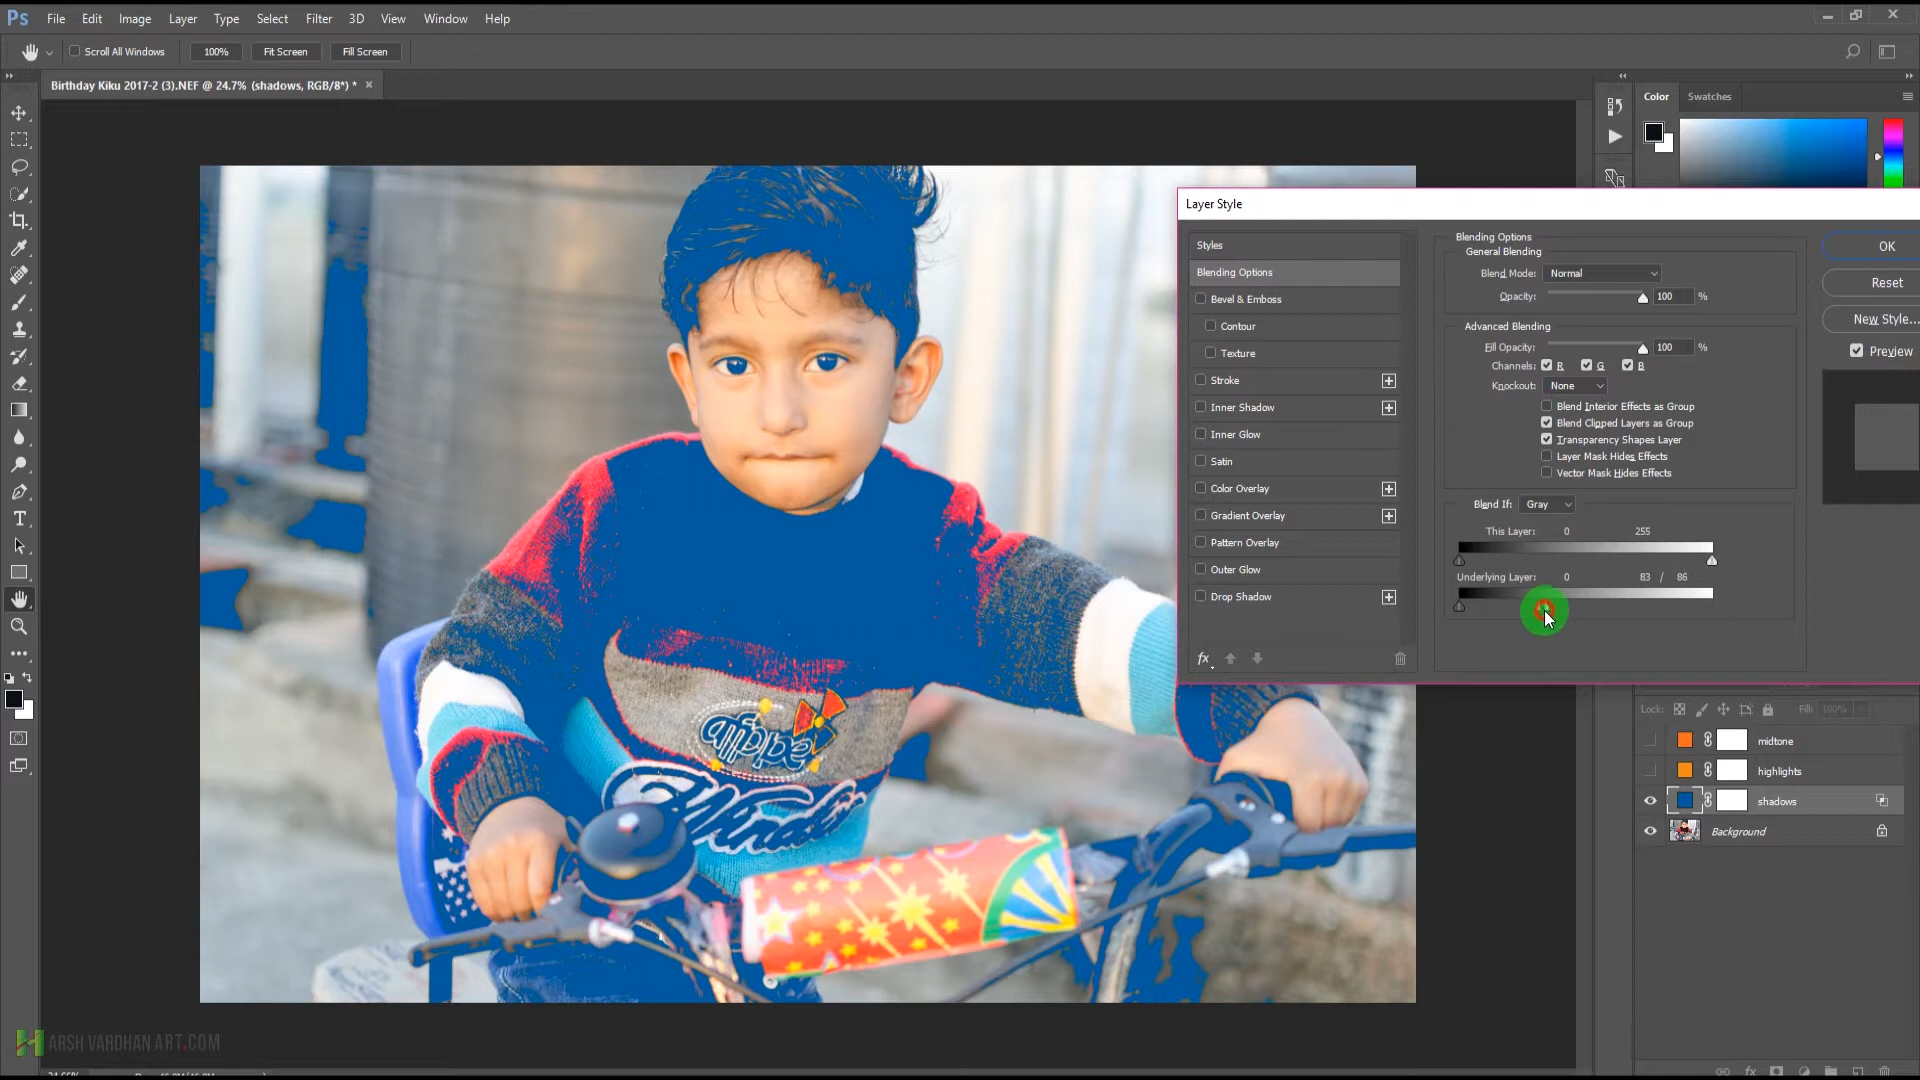 Ps File Edit Image Layer Type Select Filter 3D View Window Help
Scroll All Windows 100% Fit Screen Fill Screen
Birthday Kiku 2017-2 (3).NEF @ 24.7% (shadows, RGB/8*) * ×
Color Swatches
Layer Style
Styles
Blending Options
Bevel & Emboss
Contour
Texture
Stroke
Inner Shadow
Inner Glow
Satin
Color Overlay
Gradient Overlay
Pattern Overlay
Outer Glow
Drop Shadow
fx
Blending Options
General Blending
Blend Mode: Normal
Opacity: 100 %
Advanced Blending
Fill Opacity: 100 %
Channels: R G B
Knockout: None
Blend Interior Effects as Group
Blend Clipped Layers as Group
Transparency Shapes Layer
Layer Mask Hides Effects
Vector Mask Hides Effects
Blend If: Gray
This Layer: 0 255
Underlying Layer: 0 83 / 86
OK
Reset
New Style...
Preview
Lock: Fill: 100%
midtone
highlights
shadows
Background
HARSH VARDHAN ART.COM